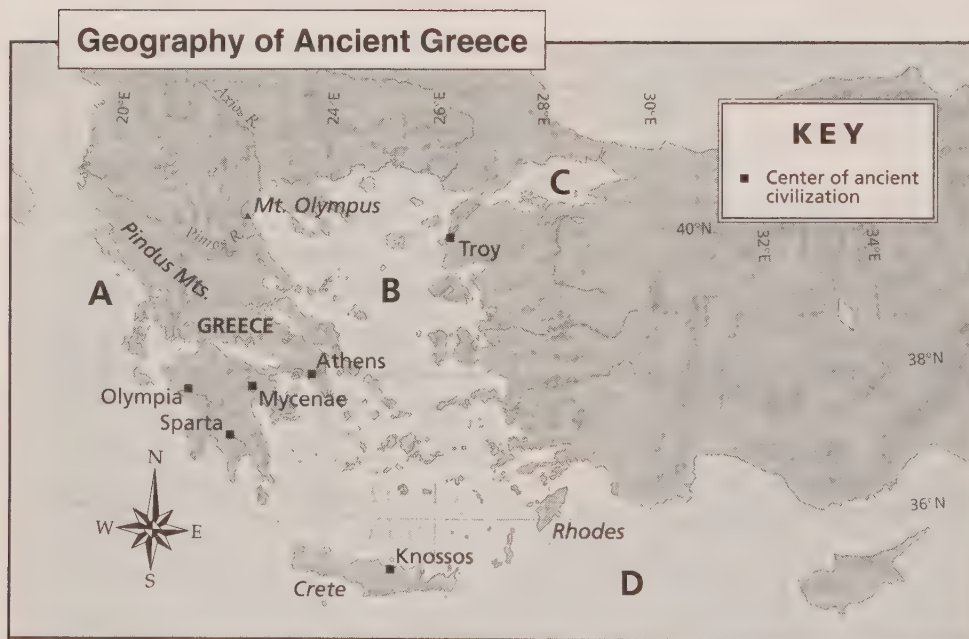 Geography of Ancient Greece
20°E
24°E
26°E
28°E
30°E
KEY
Center of ancient
civilization
Axios R.
Mt. Olympus
C
40°N
32°E
34°E
Pindus Mts.
R.
Troy
A
B
GREECE
38°N
Athens
Olympia
Mycenae
Sparta
N
W
E
S
36°N
Rhodes
Knossos
Crete
D